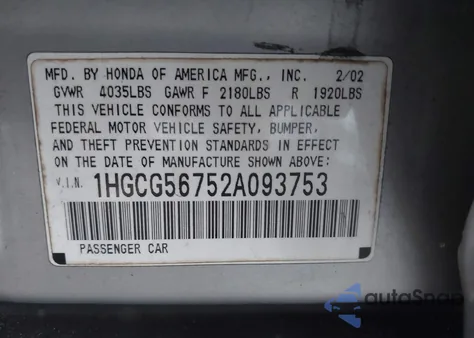 MFD. BY HONDA OF AMERICA MFG., INC. 2/02
GVWR 4035LBS GAWR F 2180LBS R 1920LBS
THIS VEHICLE CONFORMS TO ALL APPLICABLE
FEDERAL MOTOR VEHICLE SAFETY, BUMPER,
AND THEFT PREVENTION STANDARDS IN EFFECT
ON THE DATE OF MANUFACTURE SHOWN ABOVE.
V.I.N. 1HGCG56752A093753
PASSENGER CAR
autoSnap